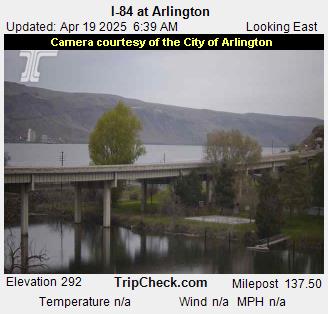 I-84 at Arlington
Updated: Apr 19 2025 6:39 AM Looking East
Camera courtesy of the City of Arlington
Elevation 292 TripCheck.com Milepost 137.50
Temperature n/a Wind n/a MPH n/a